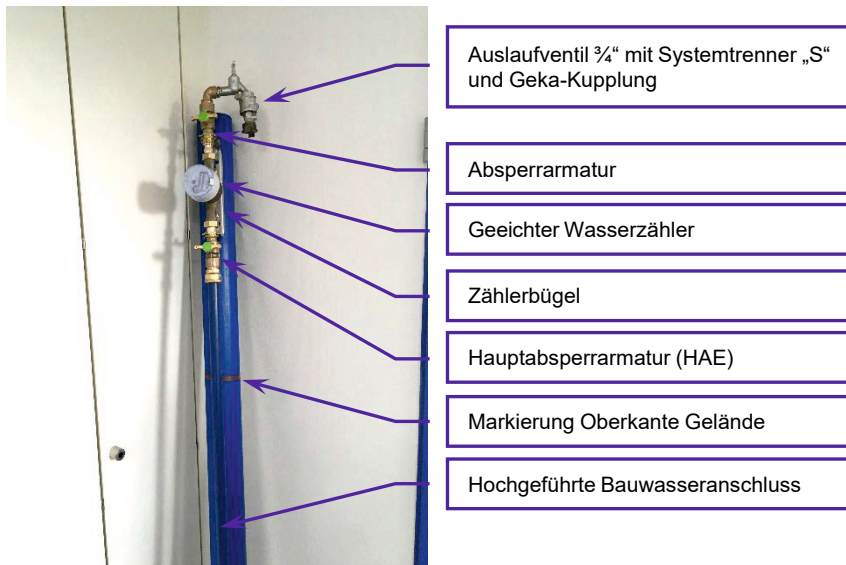 Auslaufventil ¾“ mit Systemtrenner „S“
und Geka-Kupplung
Absperrarmatur
Geeichter Wasserzähler
Zählerbügel
Hauptabsperrarmatur (HAE)
Markierung Oberkante Gelände
Hochgeführte Bauwasseranschluss